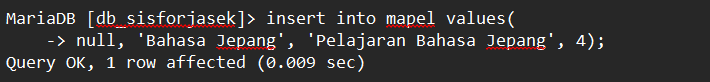 MariaDB [db_sisforjasek]> insert into mapel values(
-> null, 'Bahasa Jepang', 'Pelajaran Bahasa Jepang', 4);
Query OK, 1 row affected (0.009 sec)